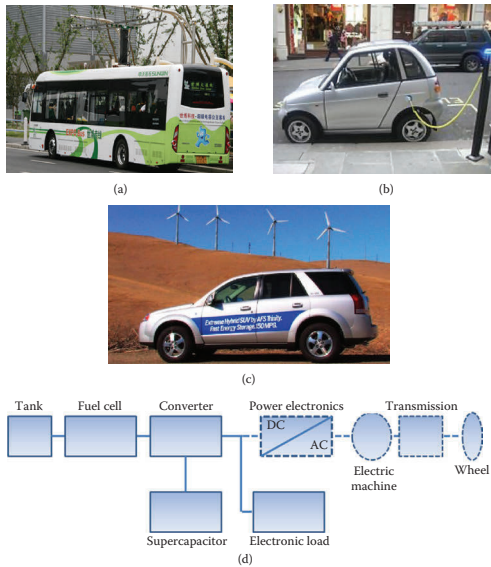 (a)
(b)
Extreme Hybrid SUV by AFS Trinity.
Fast Energy Storage. 150 MPG.
(c)
Tank
Fuel cell
Converter
Power electronics
Transmission
DC
AC
Electric
machine
Wheel
Supercapacitor
Electronic load
(d)